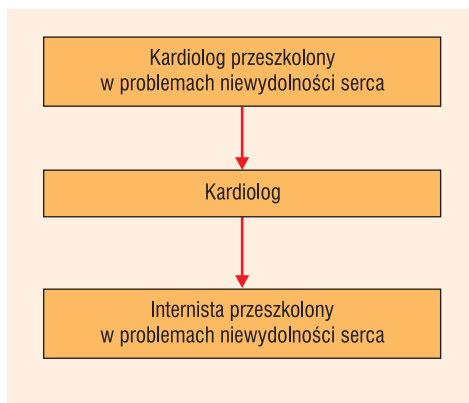 Kardiolog przeszkolony
w problemach niewydolności serca
Kardiolog
Internista przeszkolony
w problemach niewydolności serca